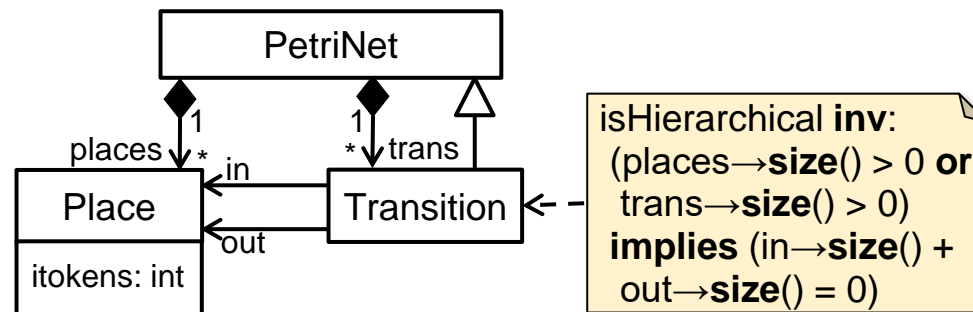 PetriNet
1
1
places
*
*
trans
in
Place
Transition
out
itokens: int
isHierarchical inv:
(places→size() > 0 or
trans→size() > 0)
implies (in→size() +
out→size() = 0)